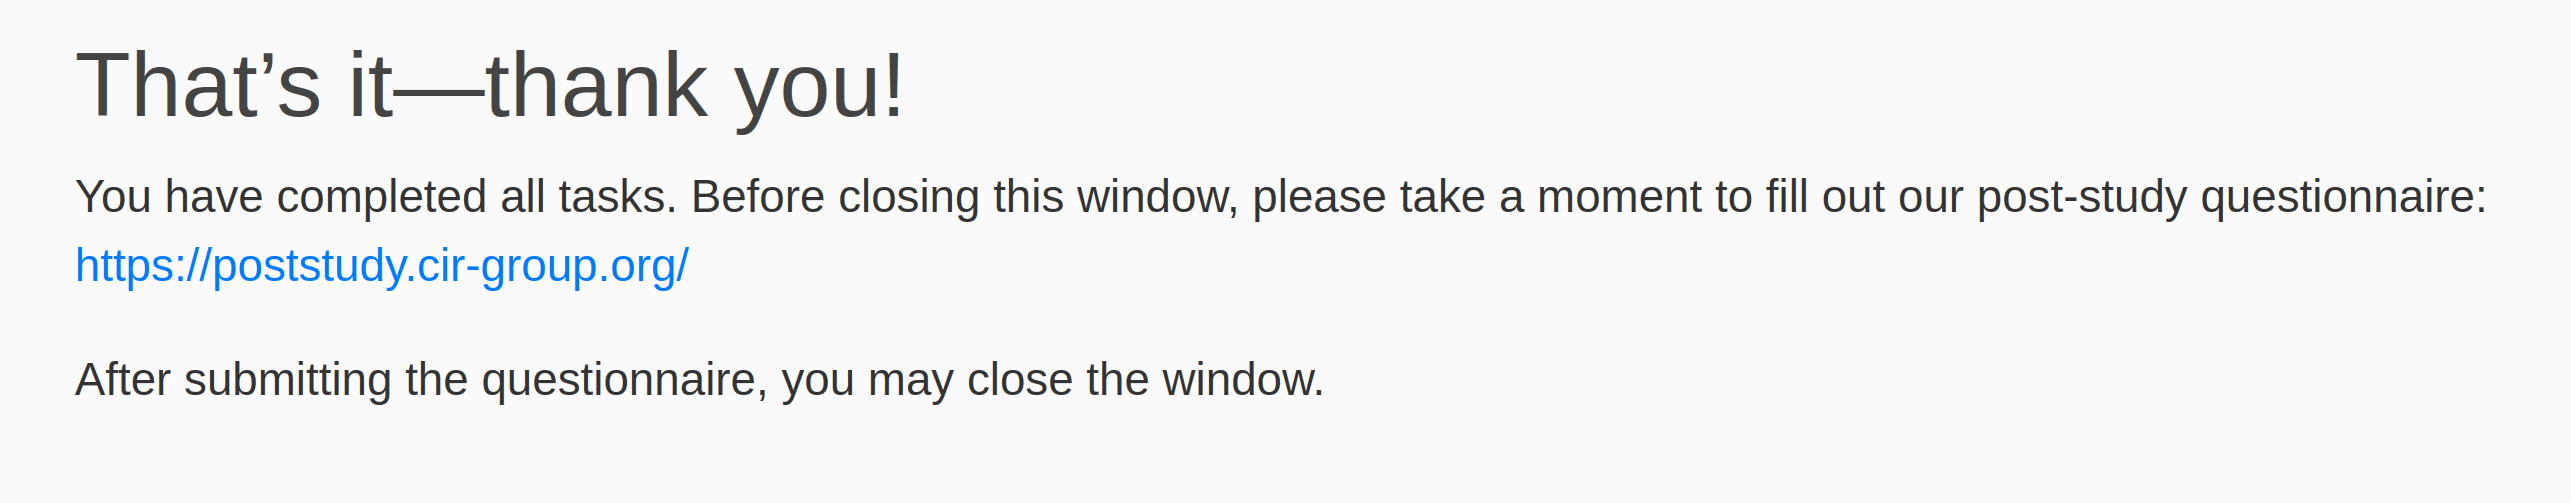 That’s it—thank you!
You have completed all tasks. Before closing this window, please take a moment to fill out our post-study questionnaire:
https://poststudy.cir-group.org/
After submitting the questionnaire, you may close the window.